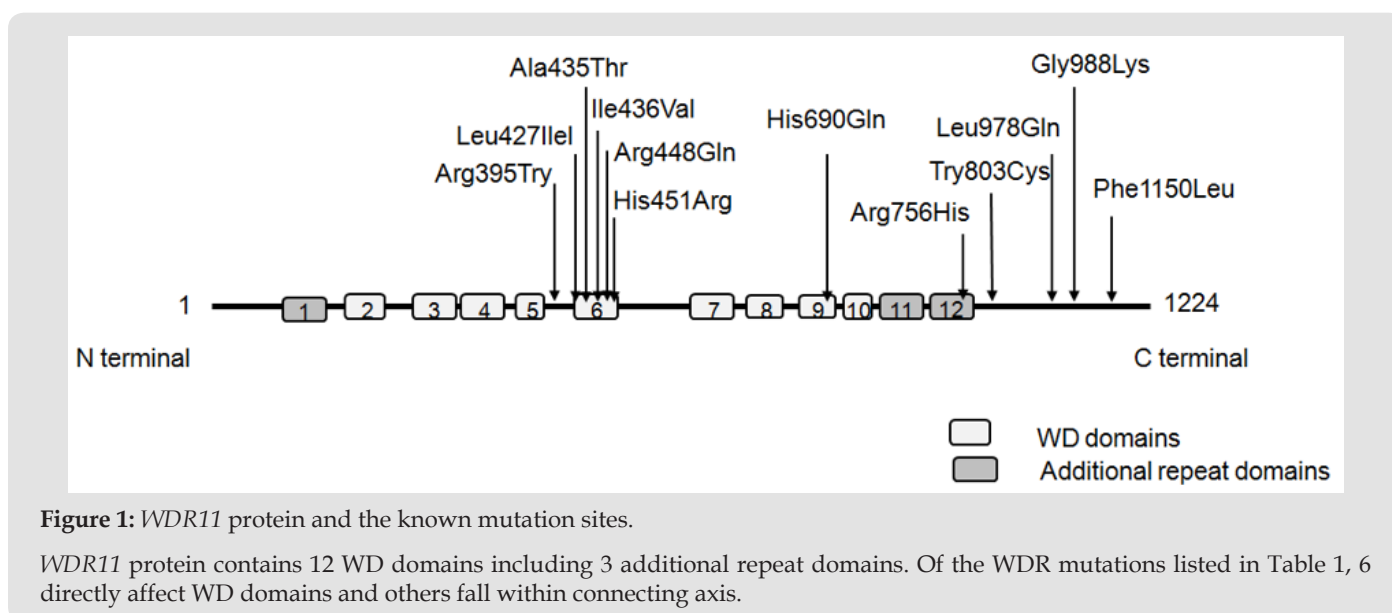 Ala435Thr
Gly988Lys
Ile436Val
His690Gln
Leu978Gln
Leu427Ilel
Arg448Gln
Try803Cys
Arg395Try
Phe1150Leu
His451Arg
Arg756His
1 1 2 3 4 5 6 7 8 9 10 11 12 1224
N terminal
C terminal
WD domains
Additional repeat domains
Figure 1: WDR11 protein and the known mutation sites.
WDR11 protein contains 12 WD domains including 3 additional repeat domains. Of the WDR mutations listed in Table 1, 6
directly affect WD domains and others fall within connecting axis.